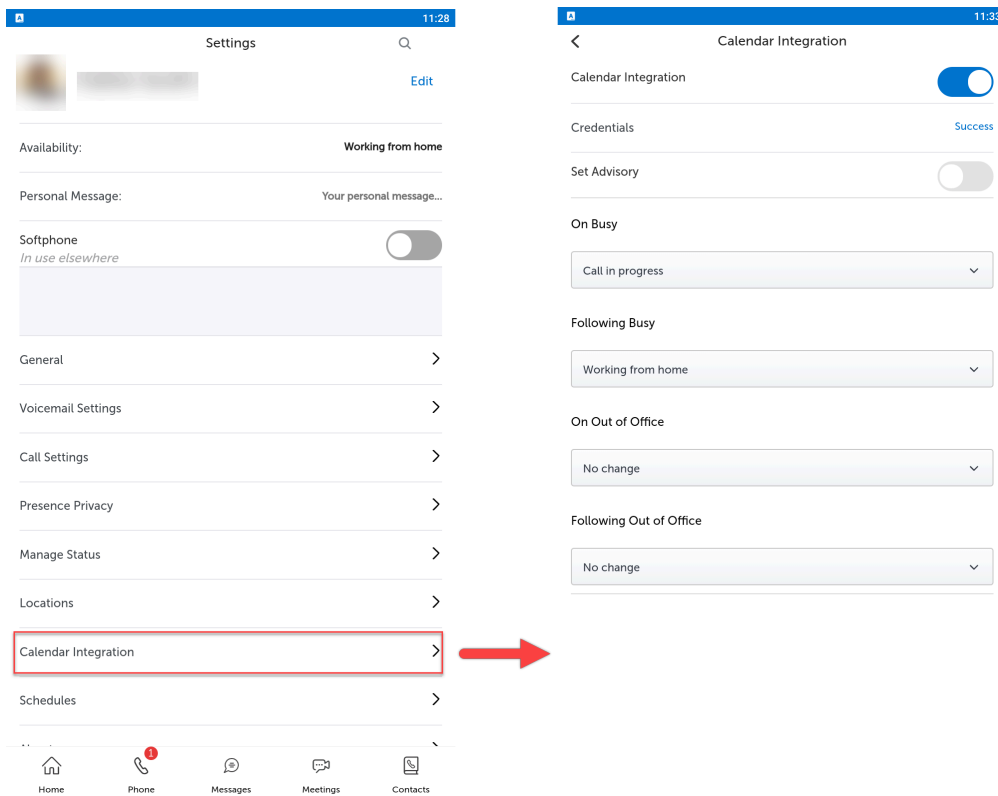 11:28
Settings
Edit
Availability:
Working from home
Personal Message:
Your personal message...
Softphone
In use elsewhere
General
Voicemail Settings
Call Settings
Presence Privacy
Manage Status
Locations
Calendar Integration
Schedules
1
Home
Phone
Messages
Meetings
Contacts
11:33
Calendar Integration
Calendar Integration
Credentials
Success
Set Advisory
On Busy
Call in progress
Following Busy
Working from home
On Out of Office
No change
Following Out of Office
No change